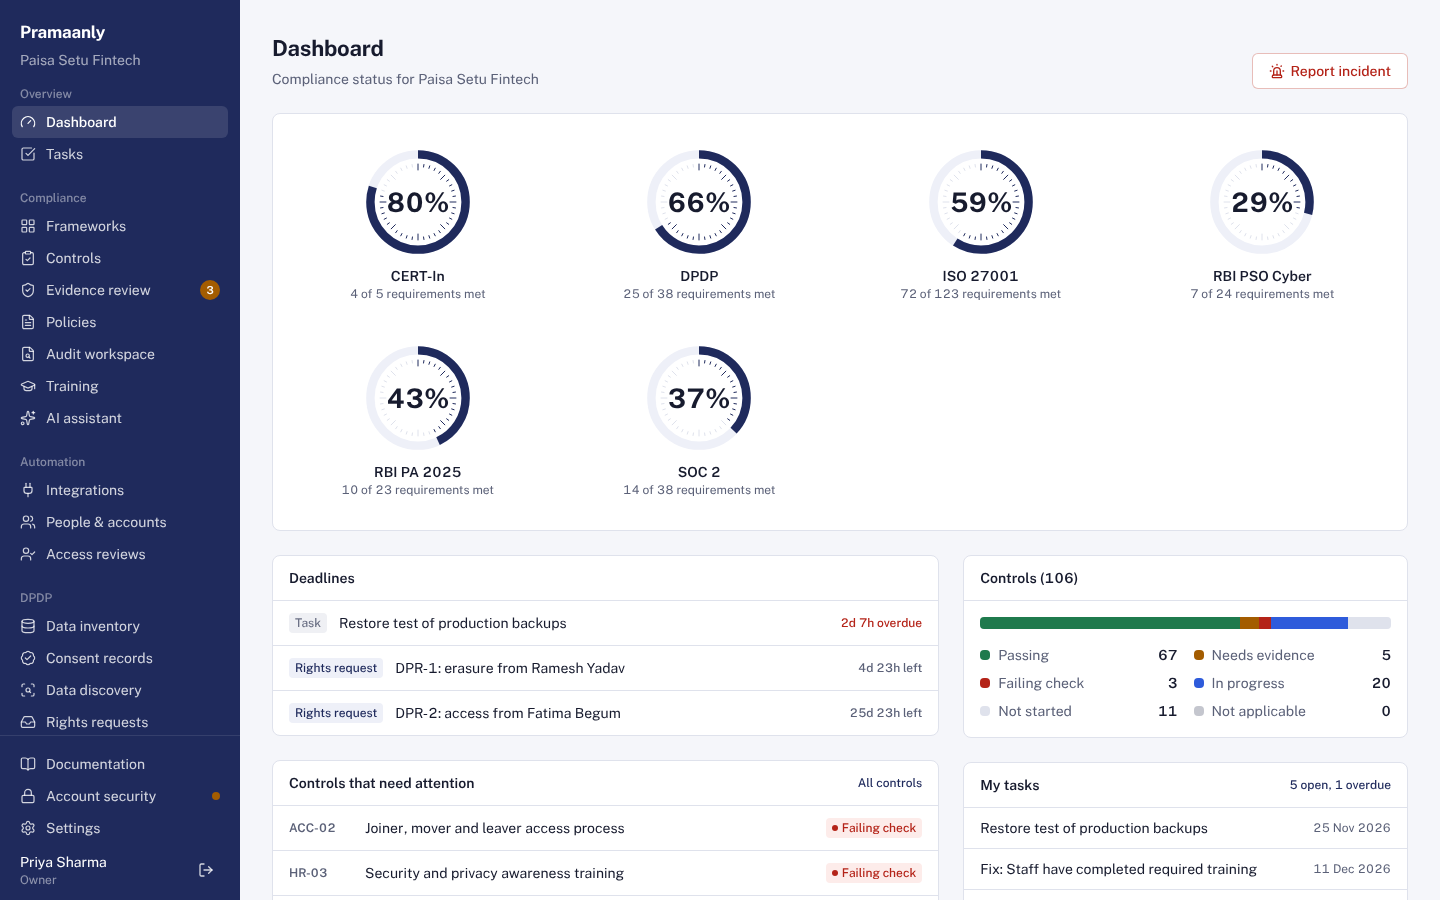 Pramaanly
Paisa Setu Fintech
Overview
Dashboard
Tasks
Compliance
Frameworks
Controls
Evidence review 3
Policies
Audit workspace
Training
AI assistant
Automation
Integrations
People & accounts
Access reviews
DPDP
Data inventory
Consent records
Data discovery
Rights requests
Documentation
Account security
Settings
Priya Sharma
Owner
Dashboard
Compliance status for Paisa Setu Fintech
Report incident
80%
CERT-In
4 of 5 requirements met
66%
DPDP
25 of 38 requirements met
59%
ISO 27001
72 of 123 requirements met
29%
RBI PSO Cyber
7 of 24 requirements met
43%
RBI PA 2025
10 of 23 requirements met
37%
SOC 2
14 of 38 requirements met
Deadlines
Task Restore test of production backups 2d 7h overdue
Rights request DPR-1: erasure from Ramesh Yadav 4d 23h left
Rights request DPR-2: access from Fatima Begum 25d 23h left
Controls (106)
Passing 67 Needs evidence 5
Failing check 3 In progress 20
Not started 11 Not applicable 0
Controls that need attention All controls
ACC-02 Joiner, mover and leaver access process Failing check
HR-03 Security and privacy awareness training Failing check
My tasks 5 open, 1 overdue
Restore test of production backups 25 Nov 2026
Fix: Staff have completed required training 11 Dec 2026